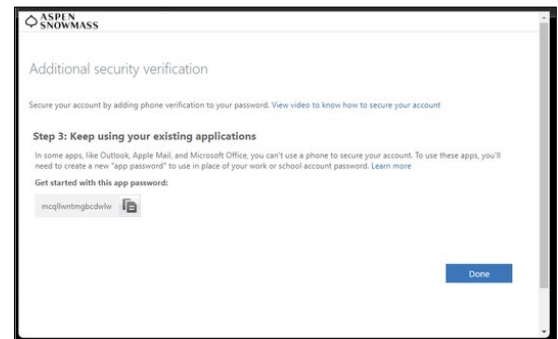 ASPEN
SNOWMASS
Additional security verification
Secure your account by adding phone verification to your password. View video to know how to secure your account
Step 3: Keep using your existing applications
In some apps, like Outlook, Apple Mail, and Microsoft Office, you can't use a phone to secure your account. To use these apps, you'll
need to create a new "app password" to use in place of your work or school account password. Learn more
Get started with this app password:
mcqllwntmgbcdwlw
Done